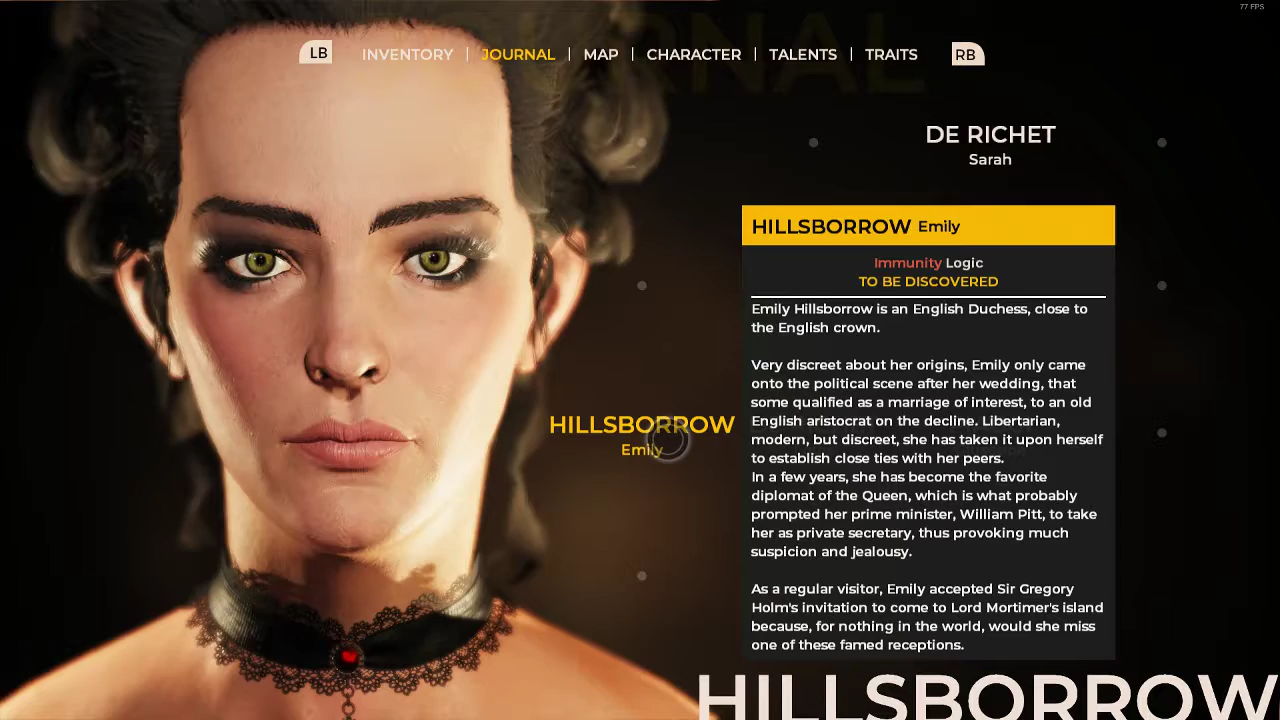 77 FPS
LB INVENTORY | JOURNAL | MAP | CHARACTER | TALENTS | TRAITS RB
DE RICHET
Sarah
HILLSBORROW Emily
Immunity Logic
TO BE DISCOVERED
Emily Hillsborrow is an English Duchess, close to
the English crown.
Very discreet about her origins, Emily only came
onto the political scene after her wedding, that
some qualified as a marriage of interest, to an old
English aristocrat on the decline. Libertarian,
modern, but discreet, she has taken it upon herself
to establish close ties with her peers.
In a few years, she has become the favorite
diplomat of the Queen, which is what probably
prompted her prime minister, William Pitt, to take
her as private secretary, thus provoking much
suspicion and jealousy.
As a regular visitor, Emily accepted Sir Gregory
Holm's invitation to come to Lord Mortimer's island
because, for nothing in the world, would she miss
one of these famed receptions.
HILLSBORROW
Emily
HILLSBORROW